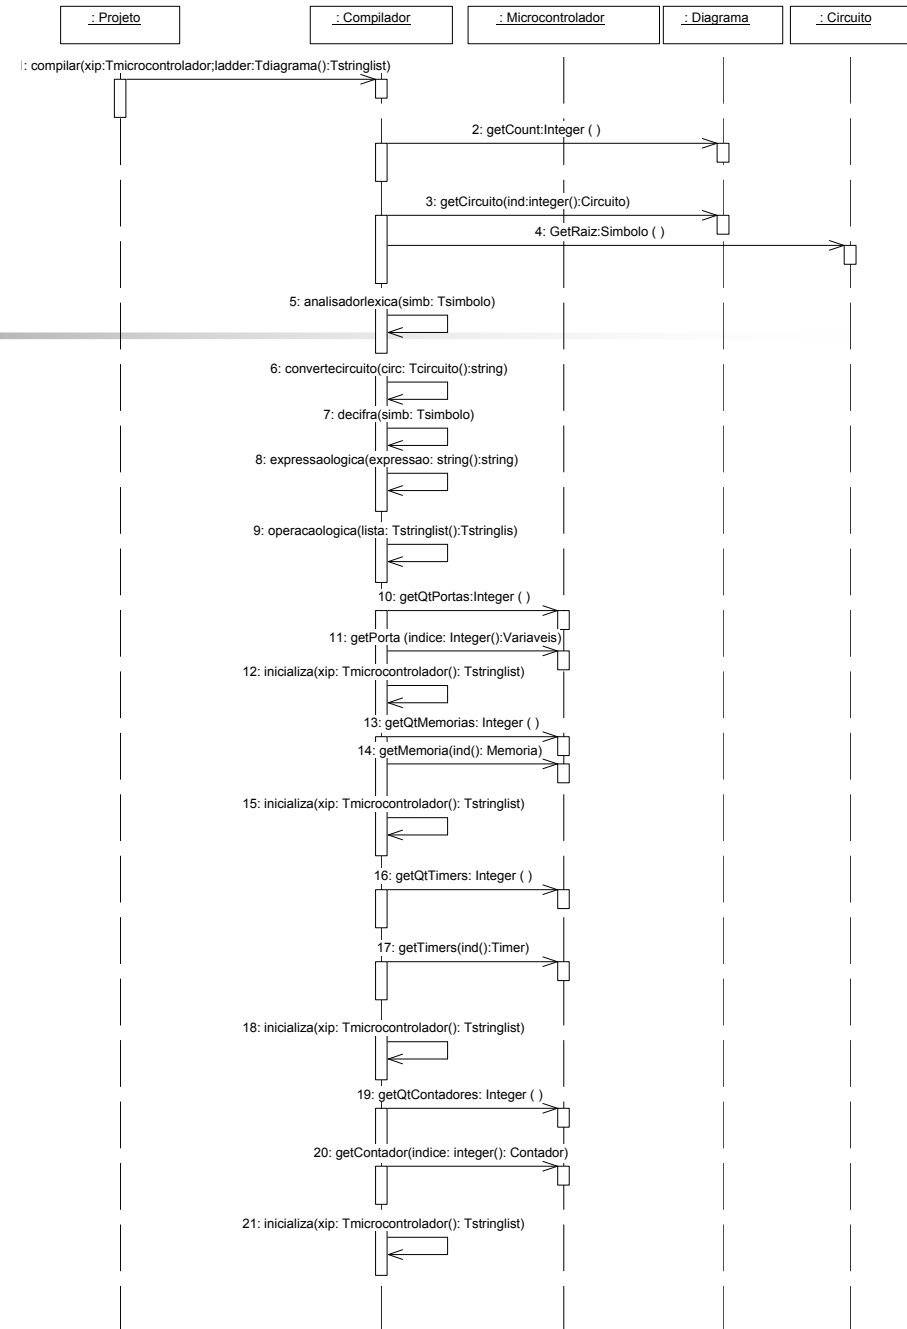 : Projeto
: Compilador
: Microcontrolador
: Diagrama
: Circuito
: compilar(xip:Tmicrocontrolador;ladder:Tdiagrama():Tstringlist)
2: getCount:Integer ( )
3: getCircuito(ind:integer():Circuito)
4: GetRaiz:Simbolo ( )
5: analisadorlexica(simb: Tsimbolo)
6: convertecircuito(circ: Tcircuito():string)
7: decifra(simb: Tsimbolo)
8: expressaologica(expressao: string():string)
9: operacaologica(lista: Tstringlist():Tstringlis)
10: getQtPortas:Integer ( )
11: getPorta (indice: Integer():Variaveis)
12: inicializa(xip: Tmicrocontrolador(): Tstringlist)
13: getQtMemorias: Integer ( )
14: getMemoria(ind(): Memoria)
15: inicializa(xip: Tmicrocontrolador(): Tstringlist)
16: getQtTimers: Integer ( )
17: getTimers(ind():Timer)
18: inicializa(xip: Tmicrocontrolador(): Tstringlist)
19: getQtContadores: Integer ( )
20: getContador(indice: integer(): Contador)
21: inicializa(xip: Tmicrocontrolador(): Tstringlist)